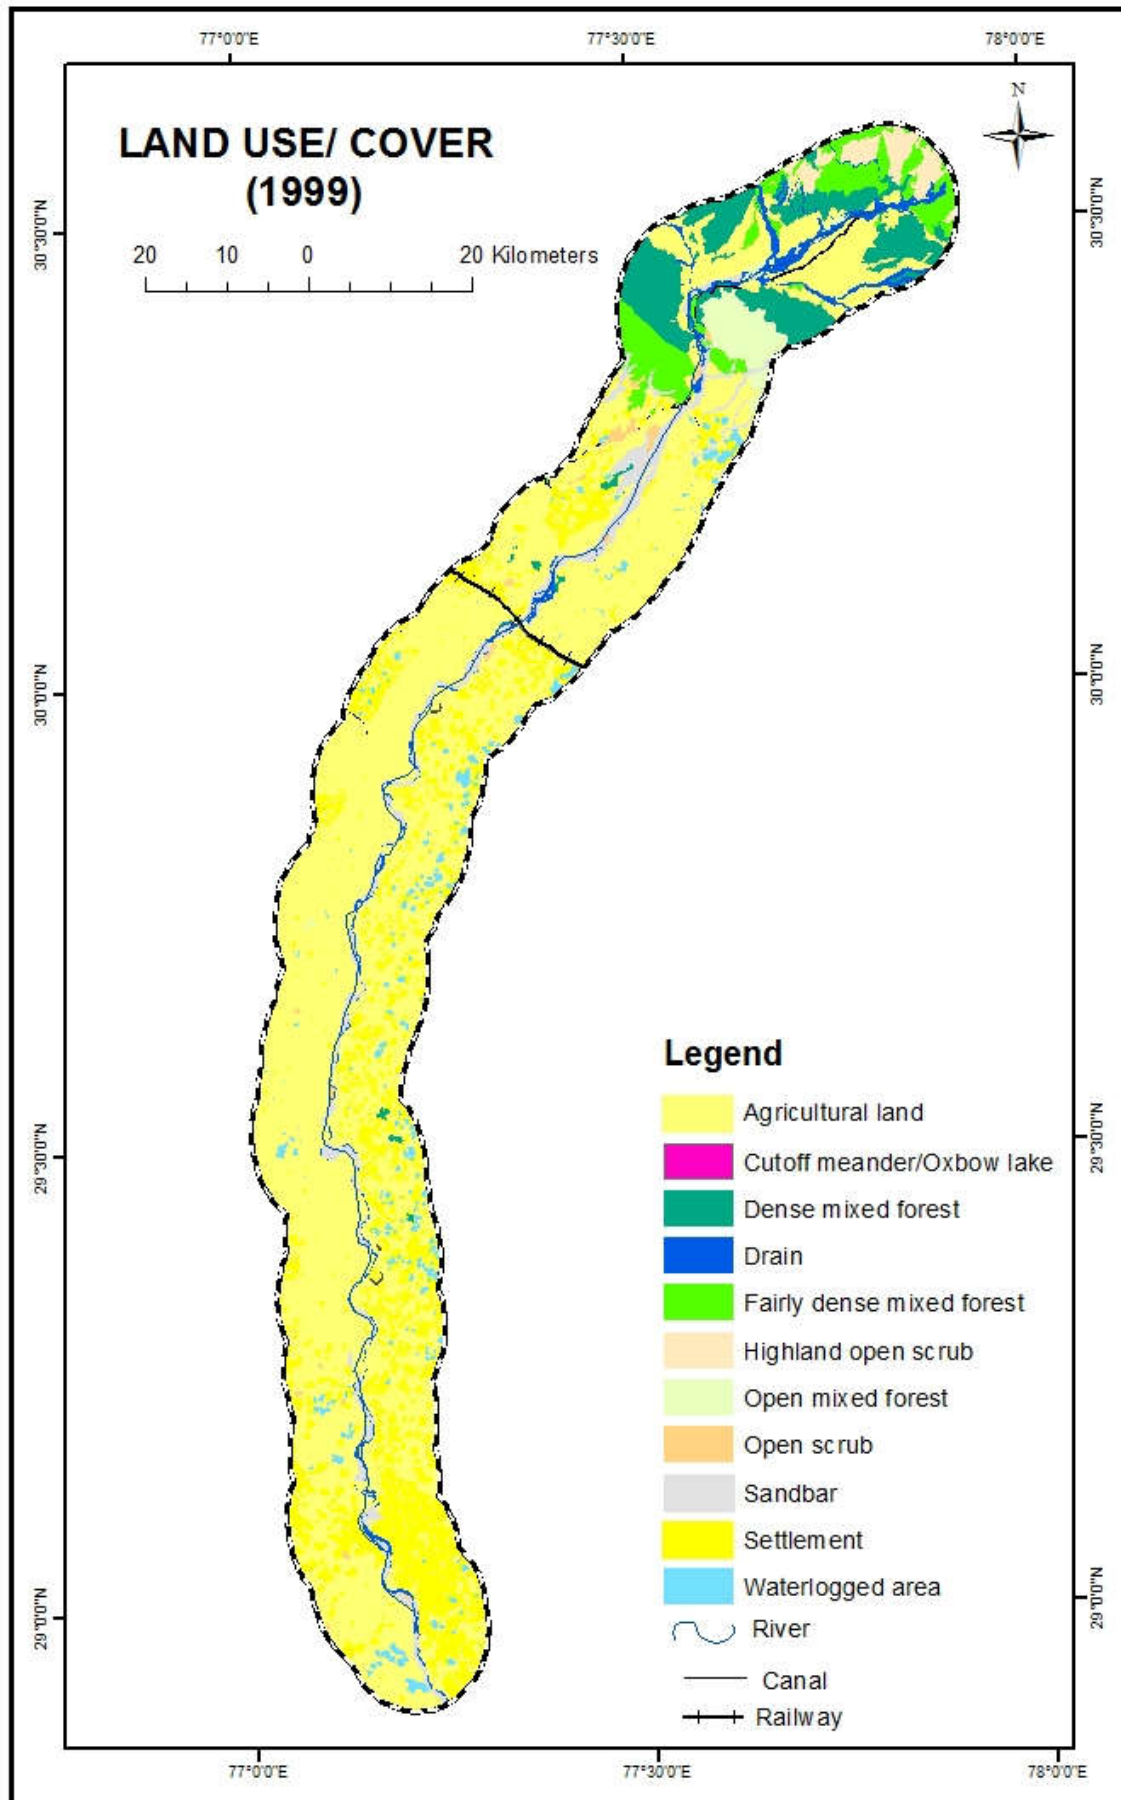 77°0'0"E
77°30'0"E
78°0'0"E
N
LAND USE/ COVER
(1999)
20 10 0 20 Kilometers
30°30'0"N
30°30'0"N
30°0'0"N
30°0'0"N
Legend
Agricultural land
Cutoff meander/Oxbow lake
Dense mixed forest
Drain
Fairly dense mixed forest
Highland open scrub
Open mixed forest
Open scrub
Sandbar
Settlement
Waterlogged area
River
Canal
Railway
29°30'0"N
29°30'0"N
29°0'0"N
29°0'0"N
77°0'0"E
77°30'0"E
78°0'0"E